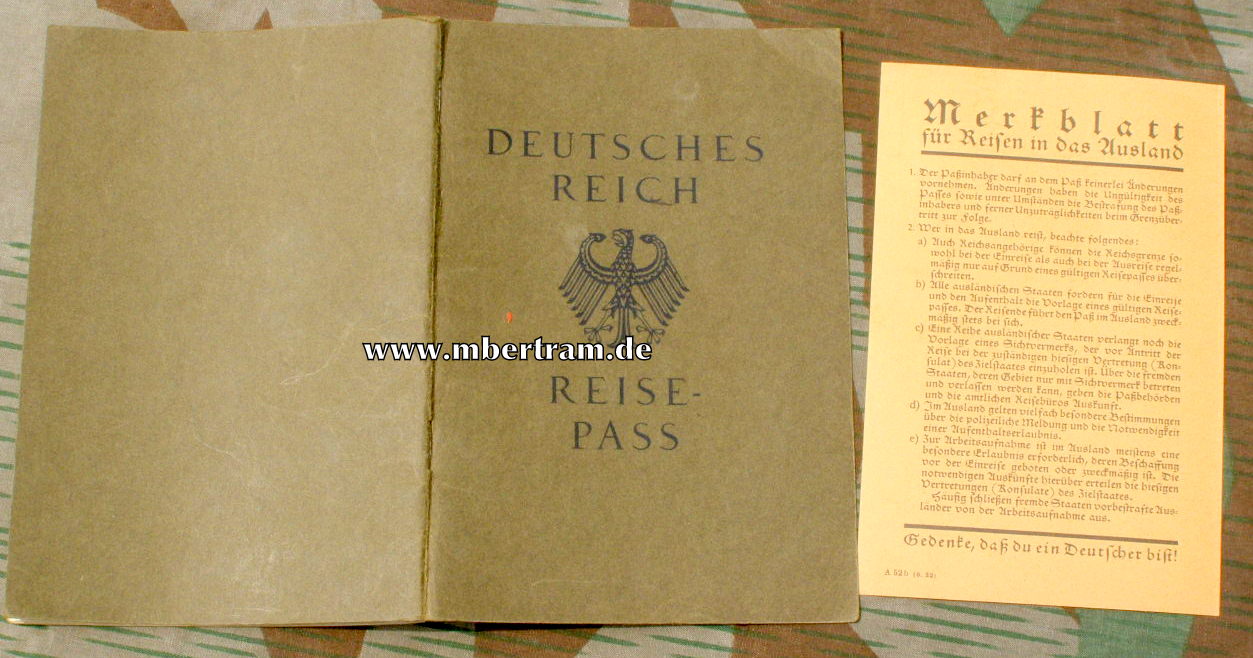 DEUTSCHES
REICH
REISE-
PASS
www.mbertram.de
Merkblatt
für Reisen in das Ausland
1. Der Paßinhaber darf an dem Paß keinerlei Änderungen
vornehmen. Änderungen haben die Ungültigkeit des
Passes sowie unter Umständen die Bestrafung des Paß-
inhabers und ferner Unzuträglichkeiten beim Grenzüber-
tritt zur Folge.
2. Wer in das Ausland reist, beachte folgendes:
a) Auch Reichsangehörige können die Reichsgrenze so-
wohl bei der Einreise als auch bei der Ausreise regel-
mäßig nur auf Grund eines gültigen Reisepasses über-
schreiten.
b) Alle ausländischen Staaten fordern für die Einreise
und den Aufenthalt die Vorlage eines gültigen Reise-
passes. Der Reisende führt den Paß im Ausland zweck-
mäßig stets bei sich.
c) Eine Reihe ausländischer Staaten verlangt noch die
Vorlage eines Sichtvermerks, der vor Antritt der
Reise bei der zuständigen hiesigen Vertretung (Kon-
sulat) des Zielstaates einzuholen ist. Über die fremden
Staaten, deren Gebiet nur mit Sichtvermerk betreten
und verlassen werden kann, geben die Paßbehörden
und die amtlichen Reisebüros Auskunft.
d) Im Ausland gelten vielfach besondere Bestimmungen
über die polizeiliche Meldung und die Notwendigkeit
einer Aufenthaltserlaubnis.
e) Zur Arbeitsaufnahme ist im Ausland meistens eine
besondere Erlaubnis erforderlich, deren Beschaffung
vor der Einreise geboten oder zweckmäßig ist. Die
notwendigen Auskünfte hierüber erteilen die hiesigen
Vertretungen (Konsulate) des Zielstaates.
Häufig schließen fremde Staaten vorbestrafte Aus-
länder von der Arbeitsaufnahme aus.
Gedenke, daß du ein Deutscher bist!
A 52b (6. 32)